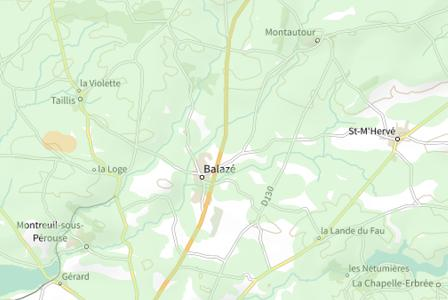 Montautour
la Violette
Taillis
St-M'Hervé
la Loge
Balazé
D130
Montreuil-sous-
Pérouse
la Lande du Fau
les Nétumières
Gérard
La Chapelle-Erbrée